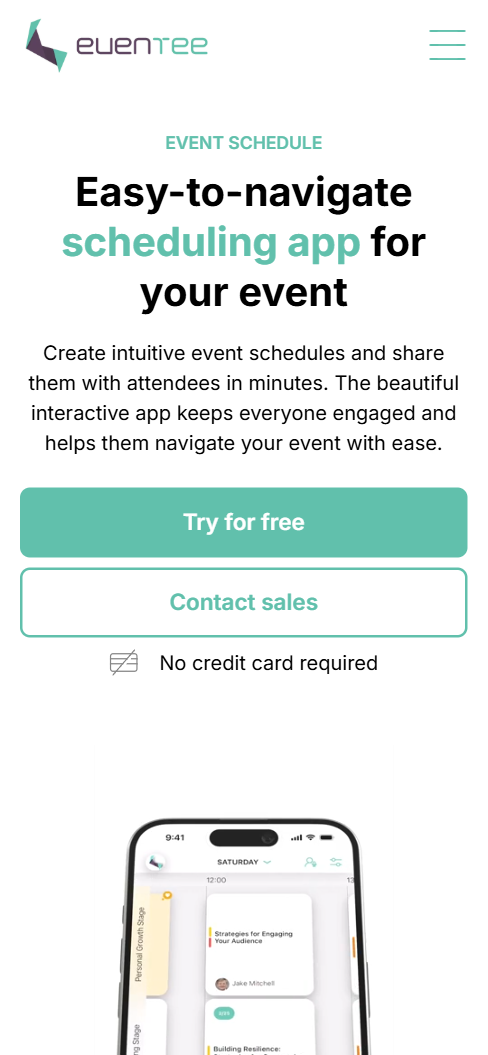 euenTee
EVENT SCHEDULE
Easy-to-navigate
scheduling app for
your event
Create intuitive event schedules and share
them with attendees in minutes. The beautiful
interactive app keeps everyone engaged and
helps them navigate your event with ease.
Try for free
Contact sales
No credit card required
9:41
SATURDAY
12:00
13
Personal Growth Stage
Strategies for Engaging
Your Audience
Jake Mitchell
Stage
Building Resilience: